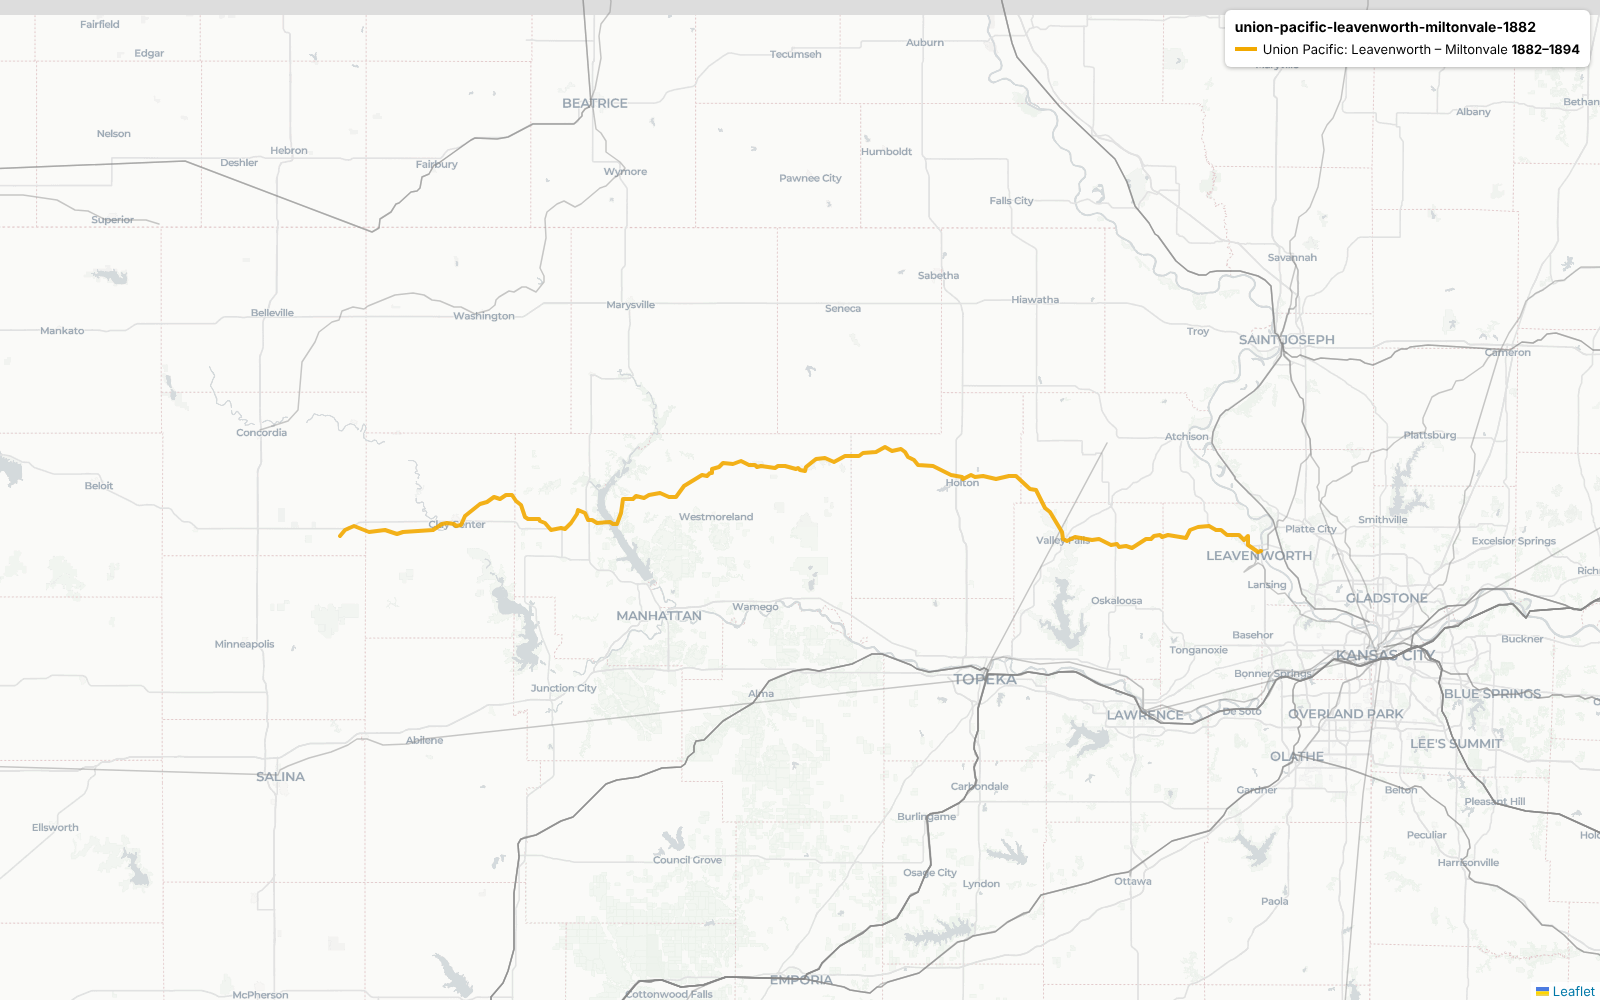 union-pacific-leavenworth-miltonvale-1882
Union Pacific: Leavenworth – Miltonvale 1882–1894
Fairfield
Edgar
Tecumseh
Auburn
BEATRICE
Albany
Bethan
Nelson
Hebron
Deshler
Fairbury
Wymore
Humboldt
Pawnee City
Falls City
Superior
Savannah
Sabetha
Hiawatha
Belleville
Washington
Marysville
Seneca
Mankato
Troy
SAINT JOSEPH
Cameron
Concordia
Atchison
Plattsburg
Beloit
Holton
Clay Center
Westmoreland
Valley Falls
Platte City
Smithville
Excelsior Springs
LEAVENWORTH
Lansing
Rich
Oskaloosa
GLADSTONE
MANHATTAN
Wamego
Minneapolis
Basehor
Buckner
Tonganoxie
KANSAS CITY
Junction City
Alma
TOPEKA
Bonner Springs
BLUE SPRINGS
LAWRENCE
De Soto
OVERLAND PARK
Abilene
LEE'S SUMMIT
SALINA
OLATHE
Carbondale
Gardner
Belton
Pleasant Hill
Ellsworth
Burlingame
Peculiar
Hold
Council Grove
Osage City
Lyndon
Harrisonville
Ottawa
Paola
EMPORIA
McPherson
Cottonwood Falls
Leaflet